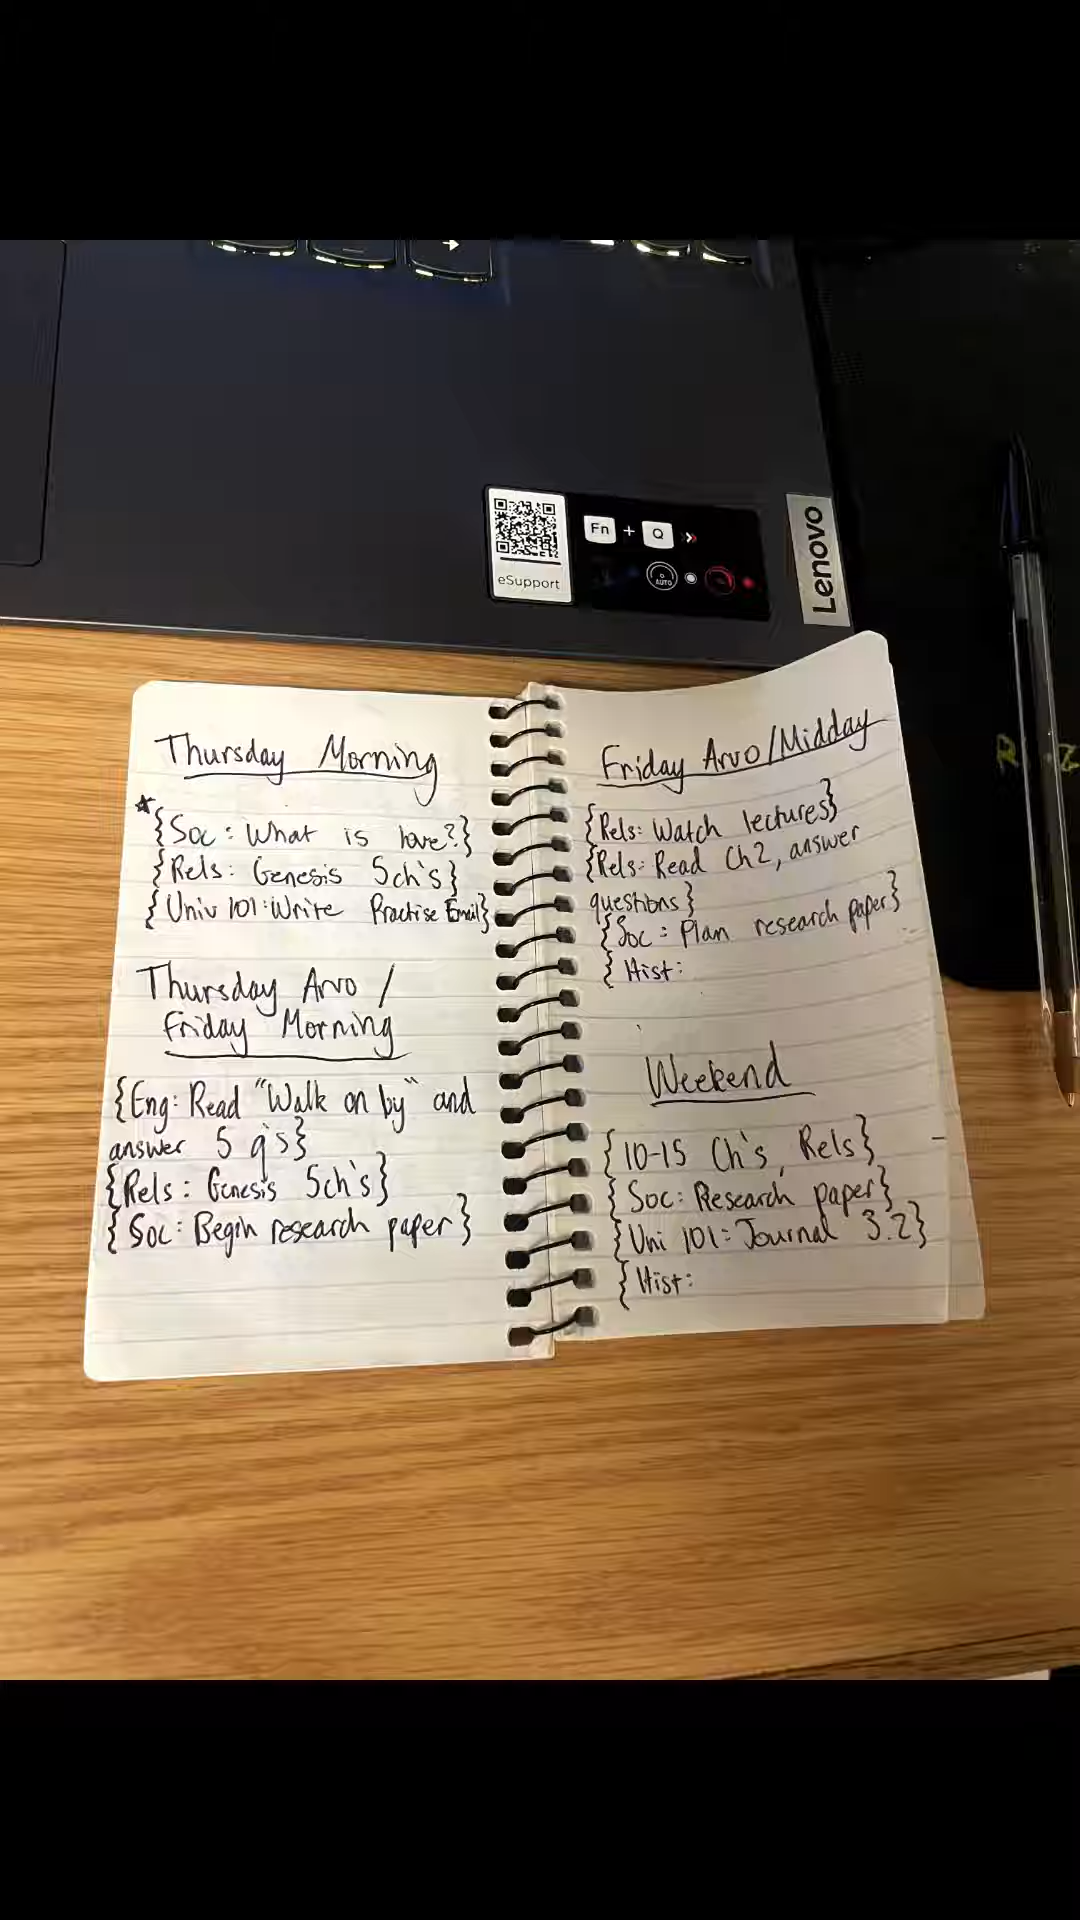 Fn + Q
AUTO
eSupport
Lenovo
Thursday Morning
*{Soc: What is love?}
{Rels: Genesis 5ch's}
{Univ 101: Write Practise Email}
Thursday Arvo /
Friday Morning
{Eng: Read "Walk on by" and
answer 5 q's}
{Rels: Genesis 5ch's}
{Soc: Begin research paper}
Friday Arvo/Midday
{Rels: Watch lectures}
{Rels: Read Ch2, answer
questions}
{Soc: Plan research paper}
{Hist:
Weekend
{10-15 Ch's, Rels}
{Soc: Research paper}
{Uni 101: Journal 3.2}
{Hist: